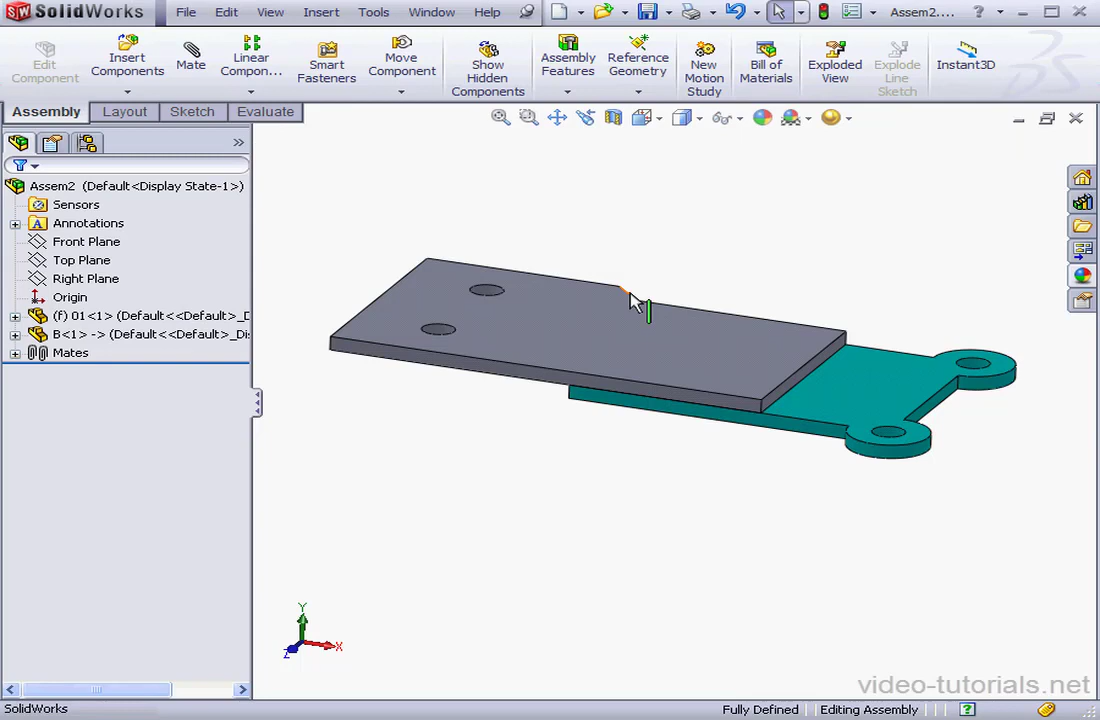 SolidWorks File Edit View Insert Tools Window Help Assem2.... ?
Edit Component
Insert Components
Mate
Linear Compon...
Smart Fasteners
Move Component
Show Hidden Components
Assembly Features
Reference Geometry
New Motion Study
Bill of Materials
Exploded View
Explode Line Sketch
Instant3D
Assembly Layout Sketch Evaluate
Assem2 (Default<Display State-1>)
Sensors
A Annotations
Front Plane
Top Plane
Right Plane
Origin
(f) 01<1> (Default<<Default>_D
B<1> -> (Default<<Default>_Dis
Mates
Y
X
Z
video-tutorials.net
SolidWorks Fully Defined Editing Assembly ?